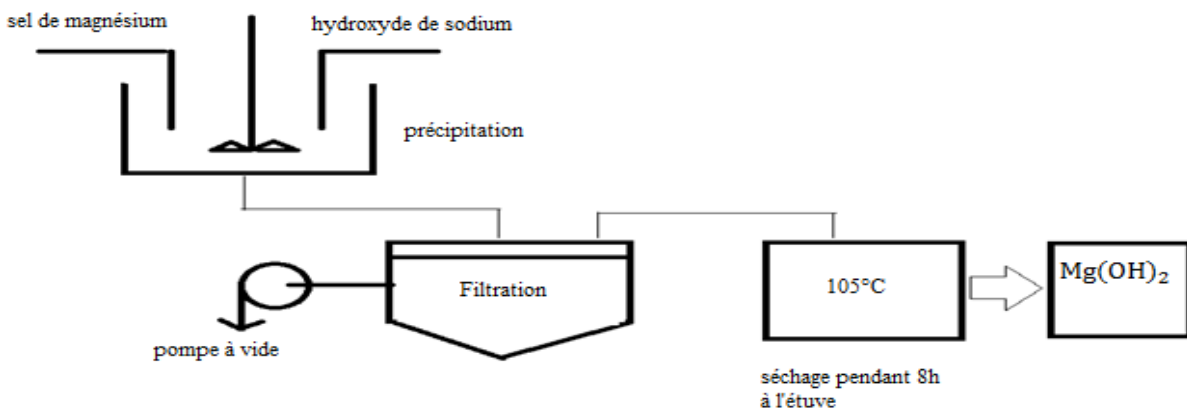 sel de magnésium
hydroxyde de sodium
précipitation
Filtration
105°C
Mg(OH)₂
pompe à vide
séchage pendant 8h
à l'étuve